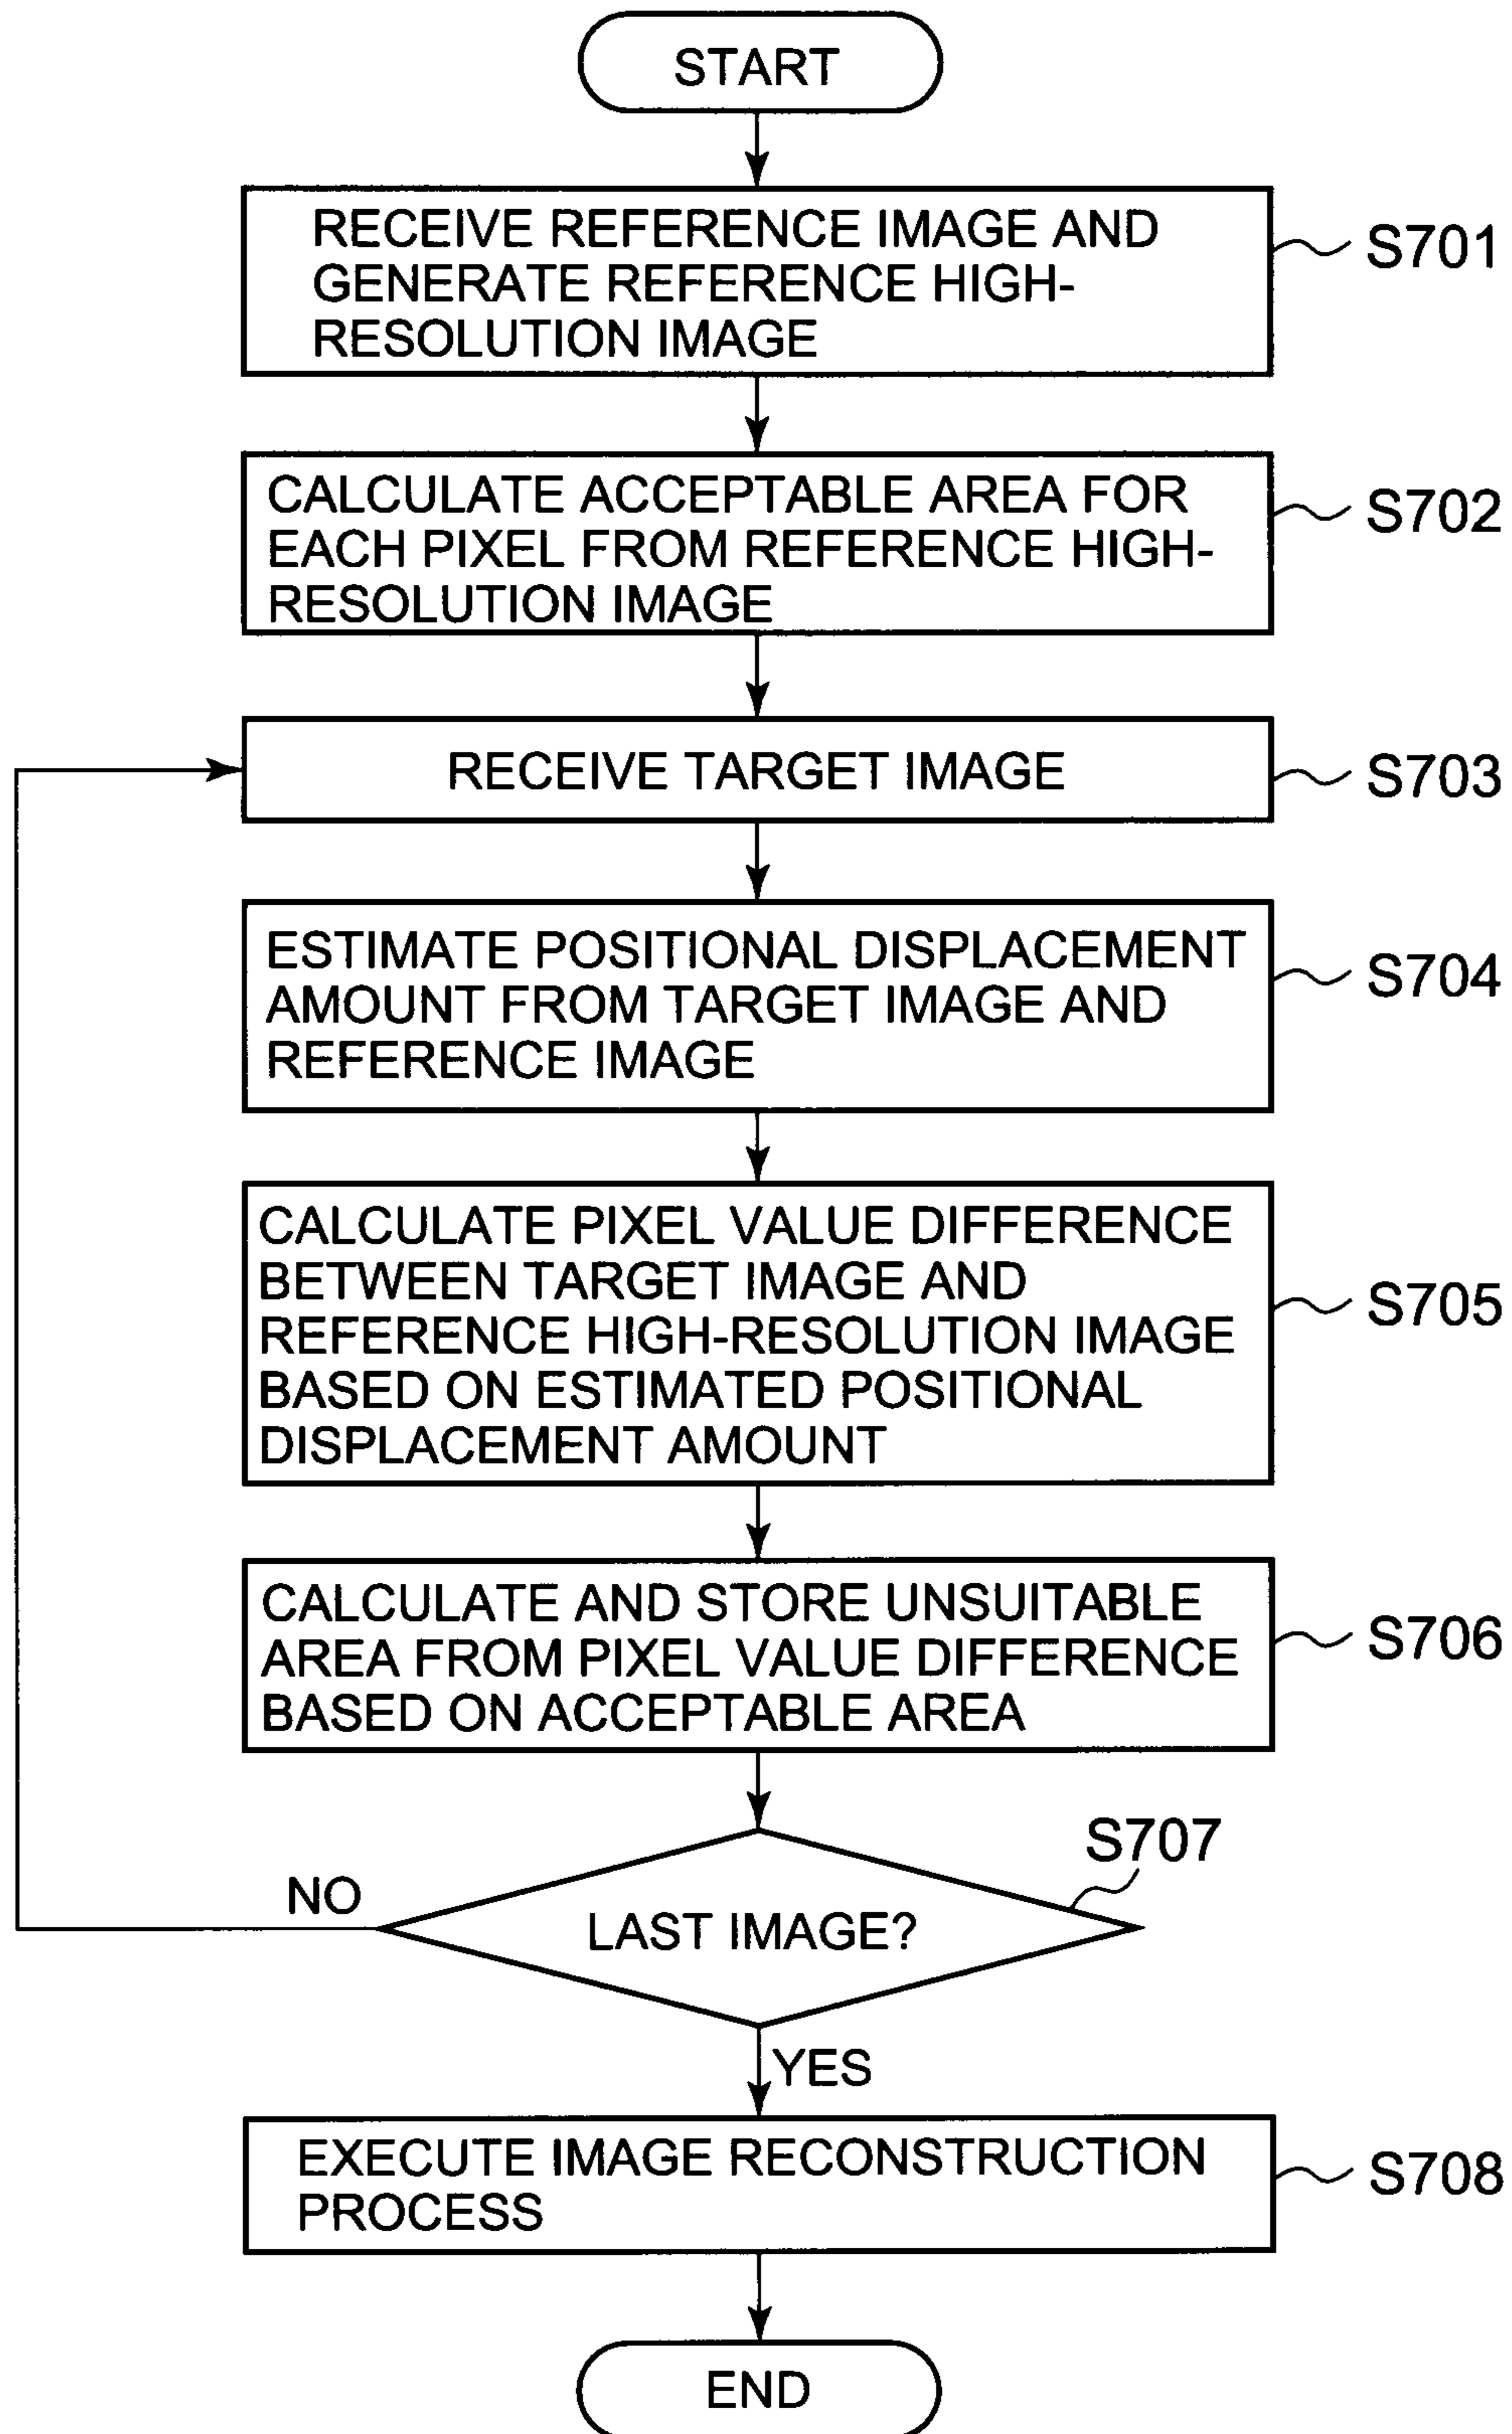 START
RECEIVE REFERENCE IMAGE AND
GENERATE REFERENCE HIGH-
RESOLUTION IMAGE
S701
CALCULATE ACCEPTABLE AREA FOR
EACH PIXEL FROM REFERENCE HIGH-
RESOLUTION IMAGE
S702
RECEIVE TARGET IMAGE
S703
ESTIMATE POSITIONAL DISPLACEMENT
AMOUNT FROM TARGET IMAGE AND
REFERENCE IMAGE
S704
CALCULATE PIXEL VALUE DIFFERENCE
BETWEEN TARGET IMAGE AND
REFERENCE HIGH-RESOLUTION IMAGE
BASED ON ESTIMATED POSITIONAL
DISPLACEMENT AMOUNT
S705
CALCULATE AND STORE UNSUITABLE
AREA FROM PIXEL VALUE DIFFERENCE
BASED ON ACCEPTABLE AREA
S706
S707
NO
LAST IMAGE?
YES
EXECUTE IMAGE RECONSTRUCTION
PROCESS
S708
END